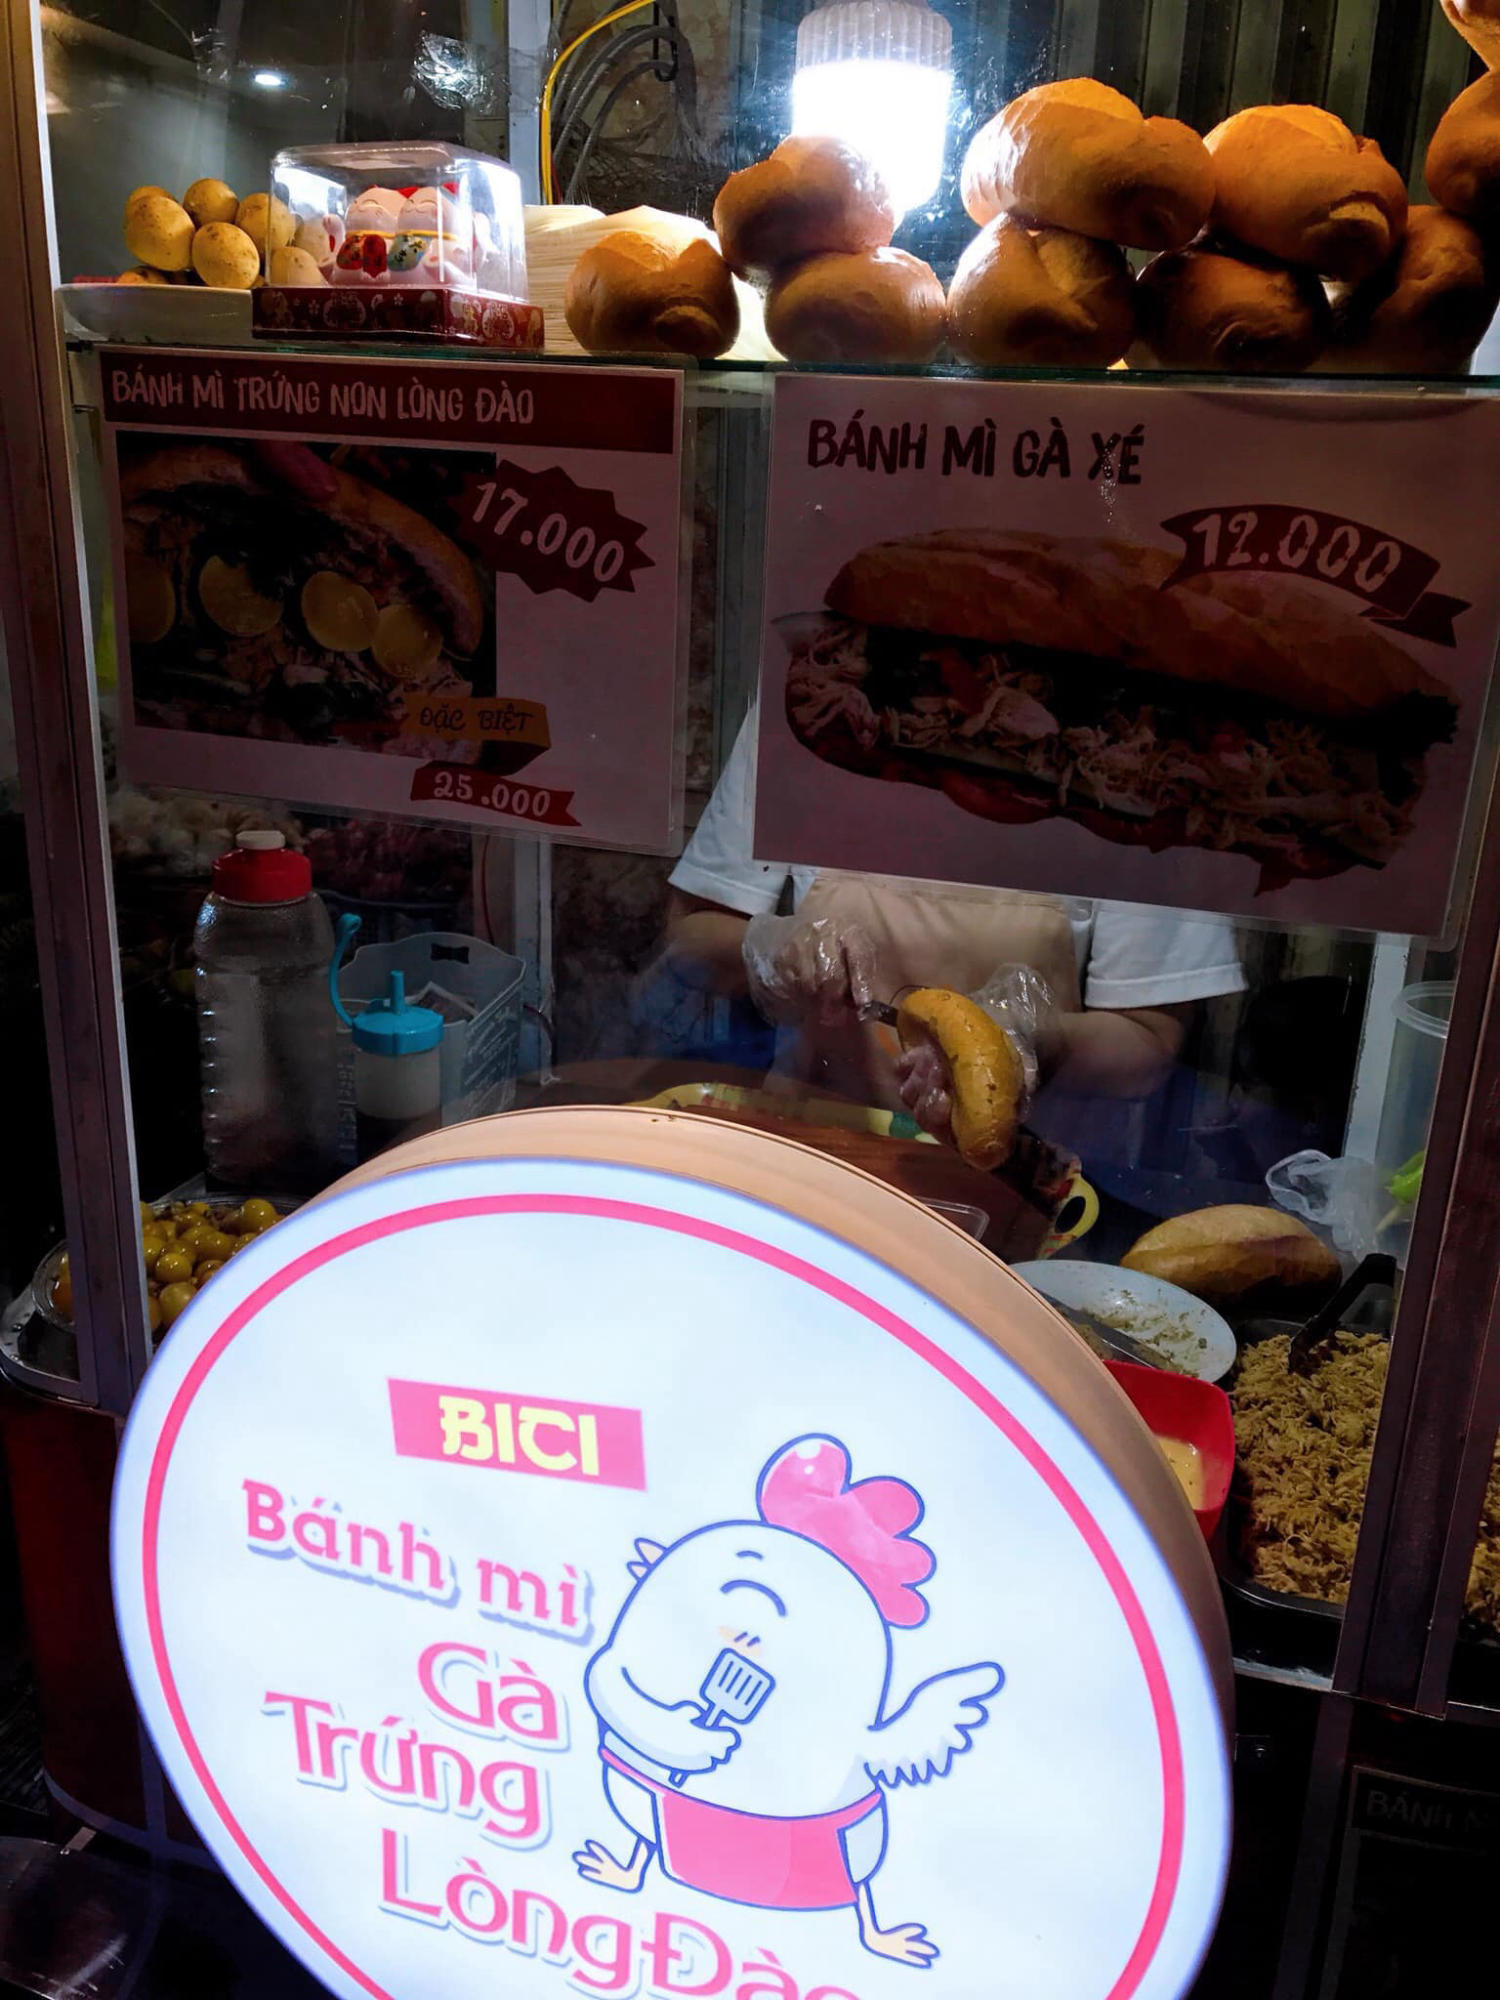 BÁNH MÌ TRỨNG NON LÒNG ĐÀO
17.000
ĐẶC BIỆT
25.000
BÁNH MÌ GÀ XÉ
12.000
BICI
Bánh mì
Gà
Trứng
Lòng Đào
BÁNH